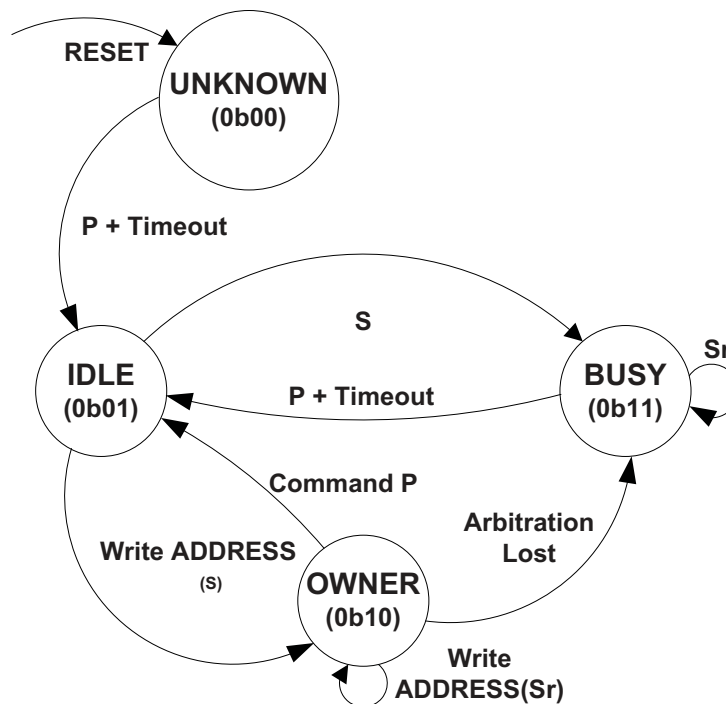 RESET
UNKNOWN
(0b00)
P + Timeout
S
IDLE
(0b01)
BUSY
(0b11)
Sr
P + Timeout
Command P
Arbitration
Lost
Write ADDRESS
(S)
OWNER
(0b10)
Write
ADDRESS(Sr)